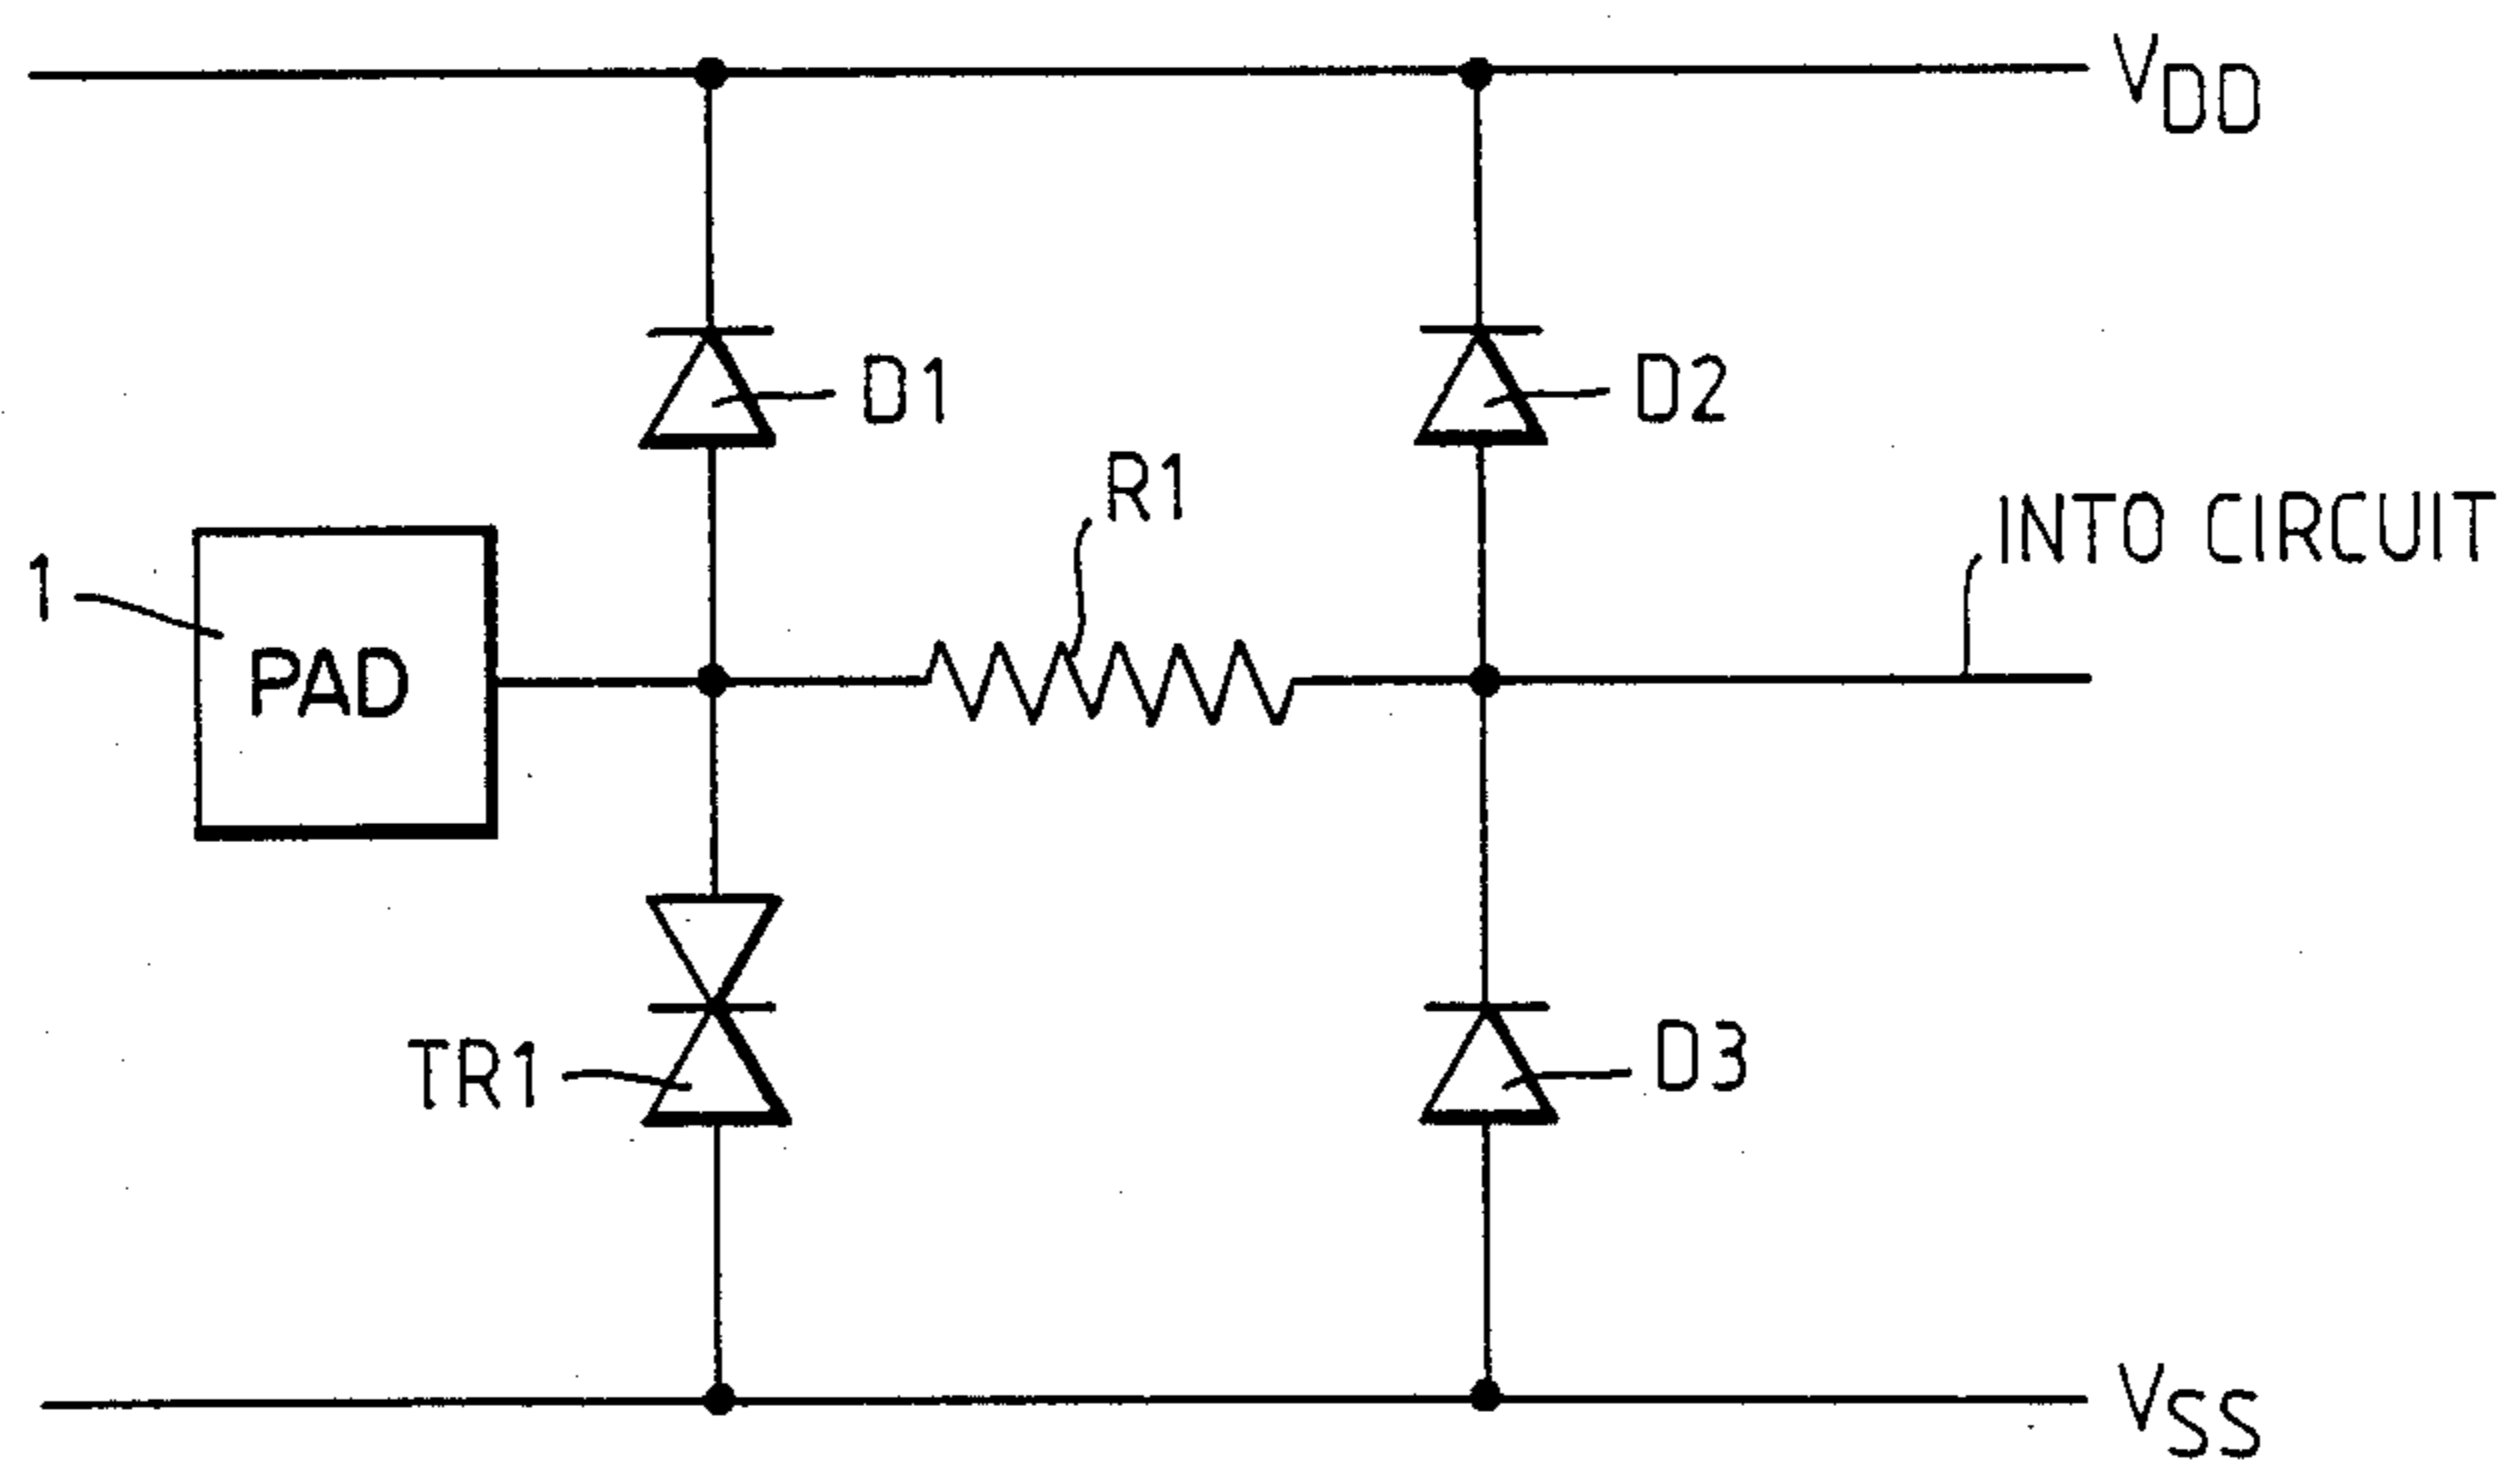 VDD
D1
D2
R1
INTO CIRCUIT
1
PAD
TR1
D3
VSS